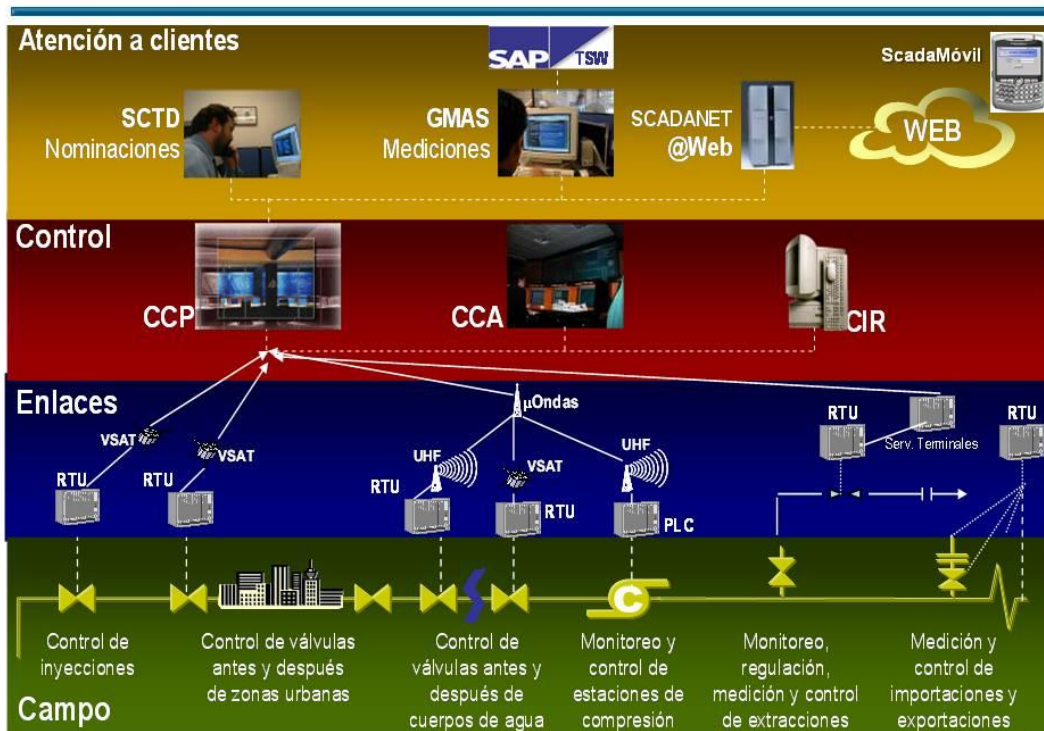 Atención a clientes
SAP TSW
ScadaMóvil
SCTD
Nominaciones
GMAS
Mediciones
SCADANET
@Web
WEB
Control
CCP
CCA
CIR
Enlaces
µOndas
RTU
RTU
Serv. Terminales
VSAT
VSAT
UHF
VSAT
UHF
RTU
RTU
RTU
RTU
PLC
C
Control de
inyecciones
Control de válvulas
antes y después
de zonas urbanas
Control de
válvulas antes y
después de
cuerpos de agua
Monitoreo y
control de
estaciones de
compresión
Monitoreo,
regulación,
medición y control
de extracciones
Medición y
control de
importaciones y
exportaciones
Campo